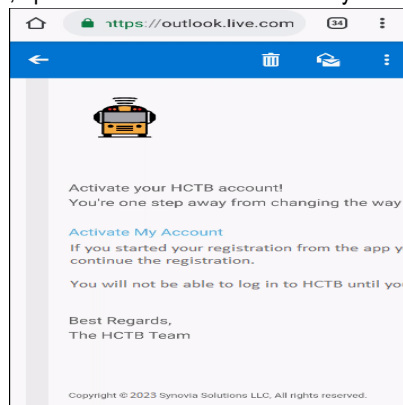 https://outlook.live.com
34
Activate your HCTB account!
You're one step away from changing the way
Activate My Account
If you started your registration from the app y
continue the registration.
You will not be able to log in to HCTB until yo
Best Regards,
The HCTB Team
Copyright © 2023 Synovia Solutions LLC, All rights reserved.